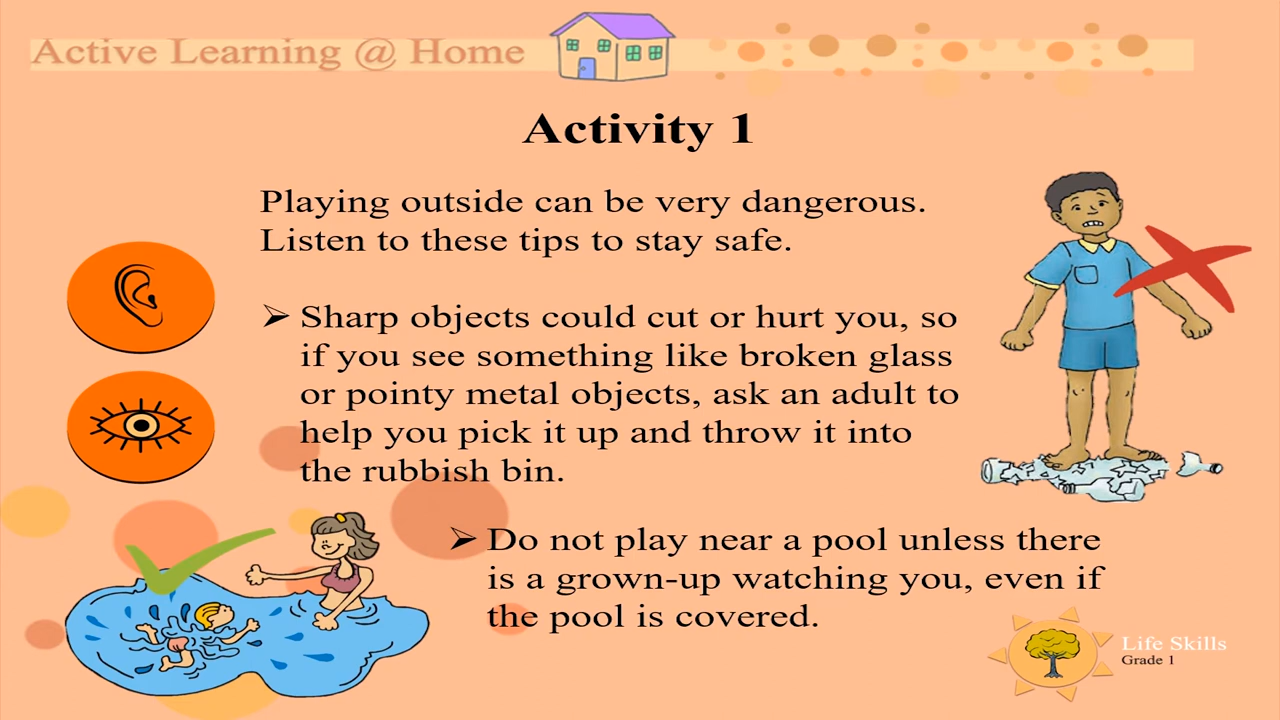 Active Learning @ Home
Activity 1
Playing outside can be very dangerous.
Listen to these tips to stay safe.
➢ Sharp objects could cut or hurt you, so
if you see something like broken glass
or pointy metal objects, ask an adult to
help you pick it up and throw it into
the rubbish bin.
➢ Do not play near a pool unless there
is a grown-up watching you, even if
the pool is covered.
Life Skills
Grade 1